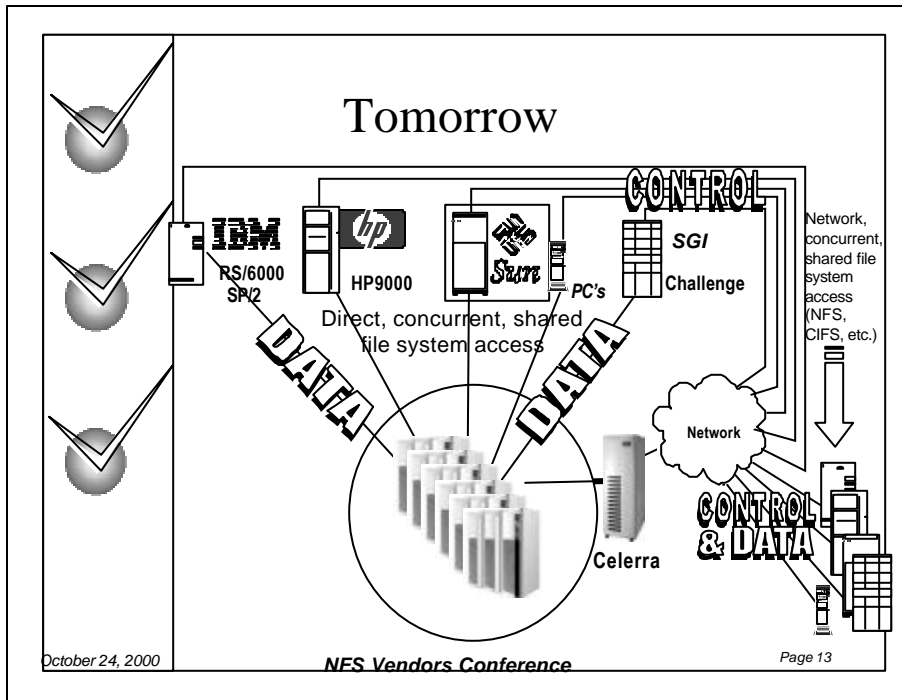 Tomorrow
CONTROL
IBM
RS/6000
SP/2
hp
HP9000
Sun
PC's
SGI
Challenge
Network,
concurrent,
shared file
system
access
(NFS,
CIFS, etc.)
Direct, concurrent, shared
file system access
DATA
DATA
Network
Celerra
CONTROL
& DATA
October 24, 2000
NFS Vendors Conference
Page 13